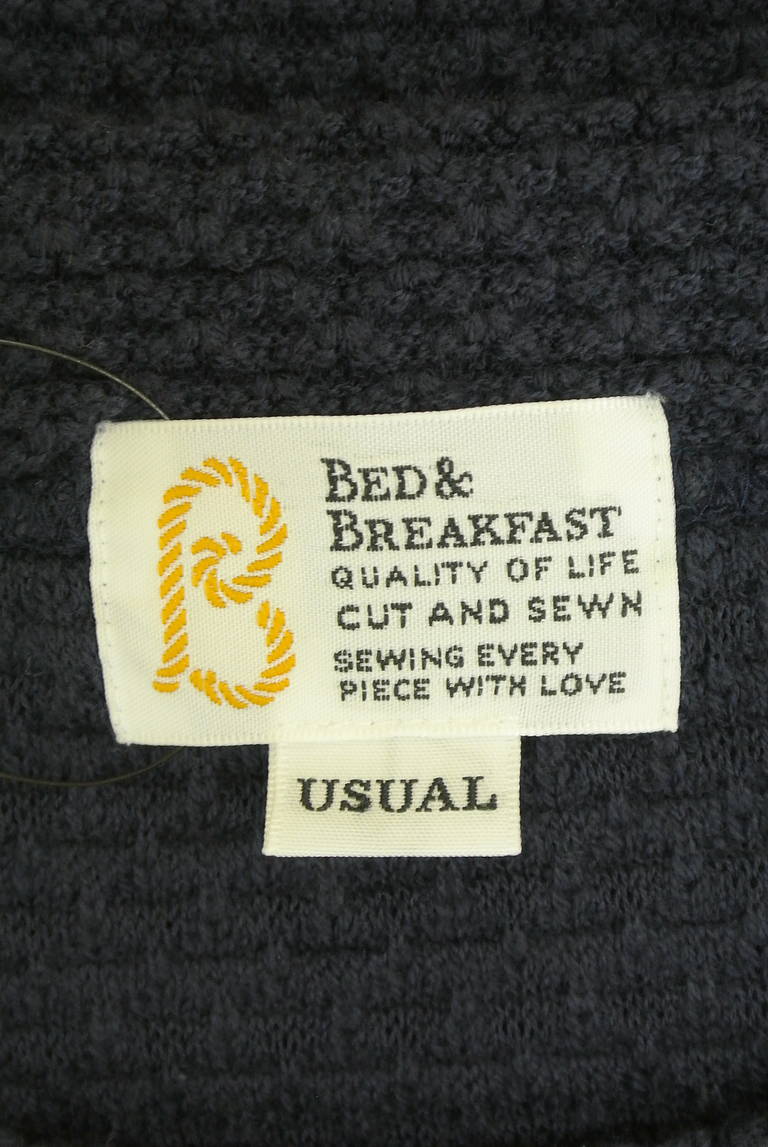 BED &
BREAKFAST
QUALITY OF LIFE
CUT AND SEWN
SEWING EVERY
PIECE WITH LOVE
USUAL